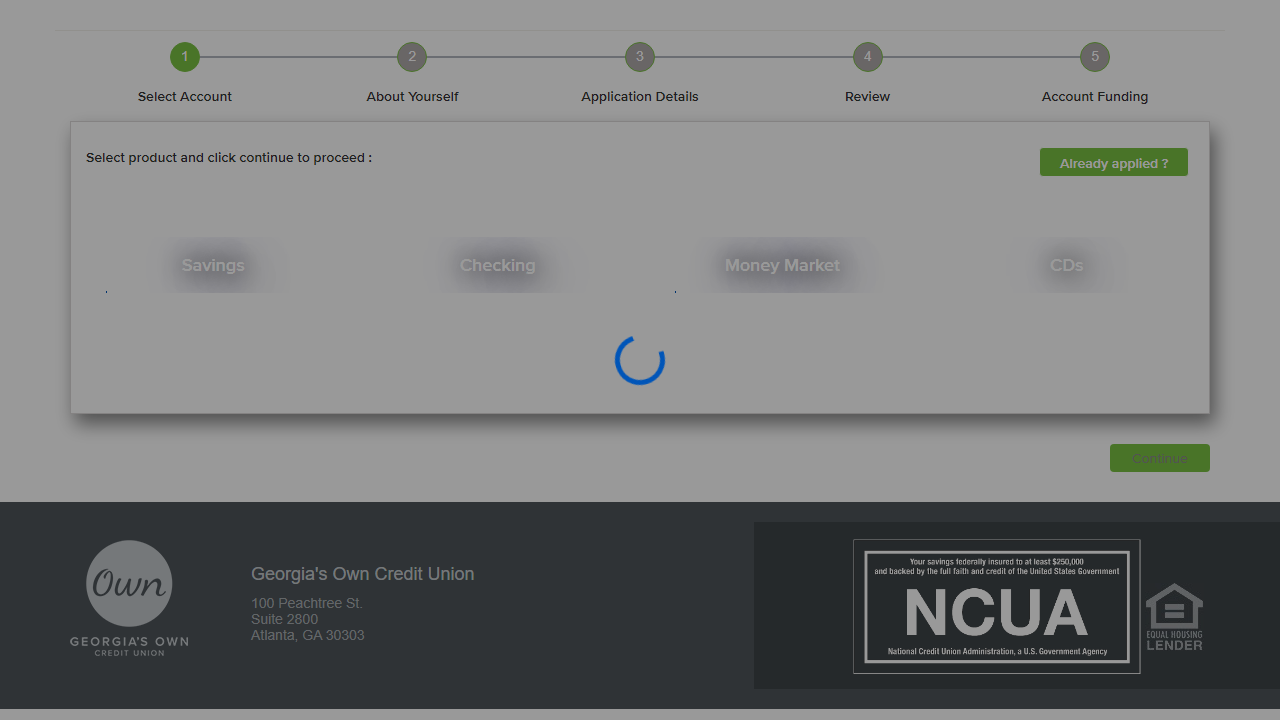 1 2 3 4 5
Select Account About Yourself Application Details Review Account Funding
Select product and click continue to proceed :
Already applied ?
Savings Checking Money Market CDs
Continue
Own
GEORGIA'S OWN
CREDIT UNION
Georgia's Own Credit Union
100 Peachtree St.
Suite 2800
Atlanta, GA 30303
Your savings federally insured to at least $250,000
and backed by the full faith and credit of the United States Government
NCUA
National Credit Union Administration, a U.S. Government Agency
EQUAL HOUSING
LENDER